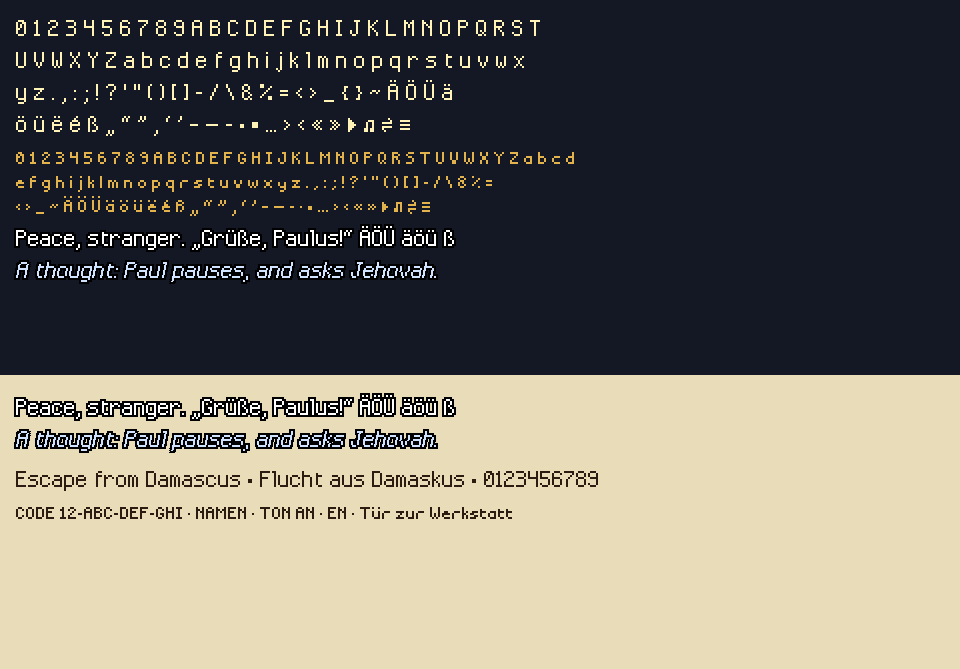 0123456789ABCDEFGHIJKLMNOPQRST
UVWXYZabcdefghijklmnopqrstuvwx
yz.,:;!?'"()[]-/\&%=<>_{}~ÄÖÜä
öüëéß„“”‚‘’–—-·•…›‹«»▶♫⇄≡
0123456789ABCDEFGHIJKLMNOPQRSTUVWXYZabcd
efghijklmnopqrstuvwxyz.,:;!?'"()[]-/\&%=
<>_~ÄÖÜäöüëéß„“”‚‘’–—-·•…›‹«»▶♫⇄≡
Peace, stranger. „Grüße, Paulus!“ ÄÖÜ äöü ß
A thought: Paul pauses, and asks Jehovah.
Peace, stranger. „Grüße, Paulus!“ ÄÖÜ äöü ß
A thought: Paul pauses, and asks Jehovah.
Escape from Damascus • Flucht aus Damaskus • 0123456789
CODE 12-ABC-DEF-GHI · NAMEN · TON AN · EN · Tür zur Werkstatt